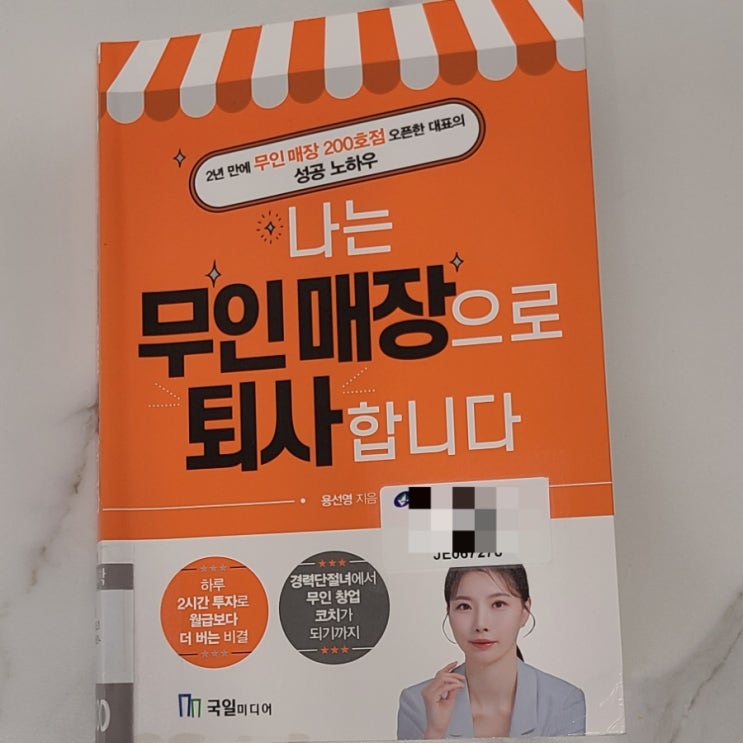 2년 만에 무인 매장 200호점 오픈한 대표의
성공 노하우
나는
무인 매장으로
퇴사합니다
용선영 지음
하루
2시간 투자로
월급보다
더 버는 비결
경력단절녀에서
무인 창업
코치가
되기까지
국일미디어